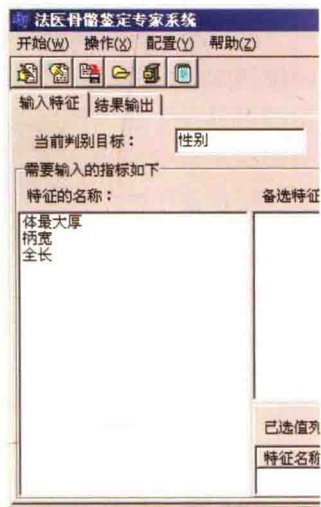 法医骨骼鉴定专家系统
开始(W) 操作(X) 配置(Y) 帮助(Z)
输入特征 结果输出
当前判别目标： 性别
需要输入的指标如下
特征的名称： 备选特征
体最大厚
柄宽
全长
已选值列
特征名称